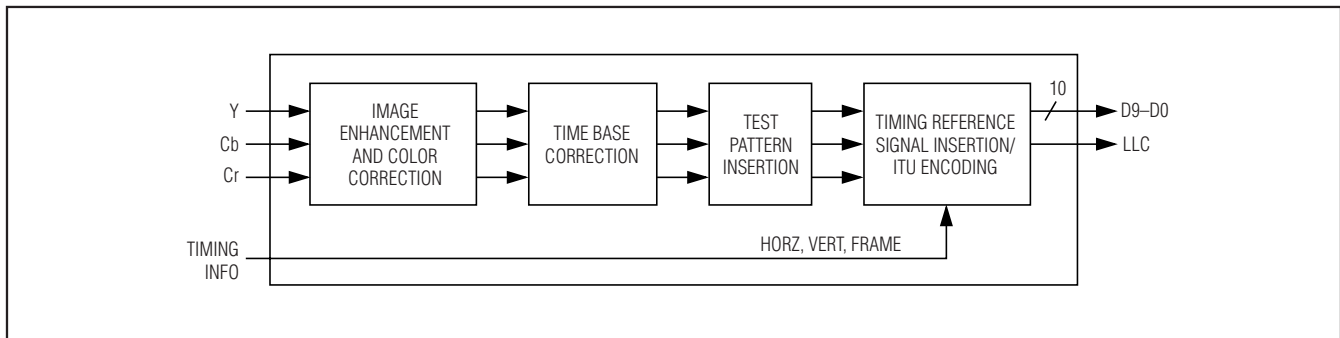 Y
Cb
Cr
TIMING
INFO
IMAGE
ENHANCEMENT
AND COLOR
CORRECTION
TIME BASE
CORRECTION
TEST
PATTERN
INSERTION
TIMING REFERENCE
SIGNAL INSERTION/
ITU ENCODING
HORZ, VERT, FRAME
10
D9–D0
LLC